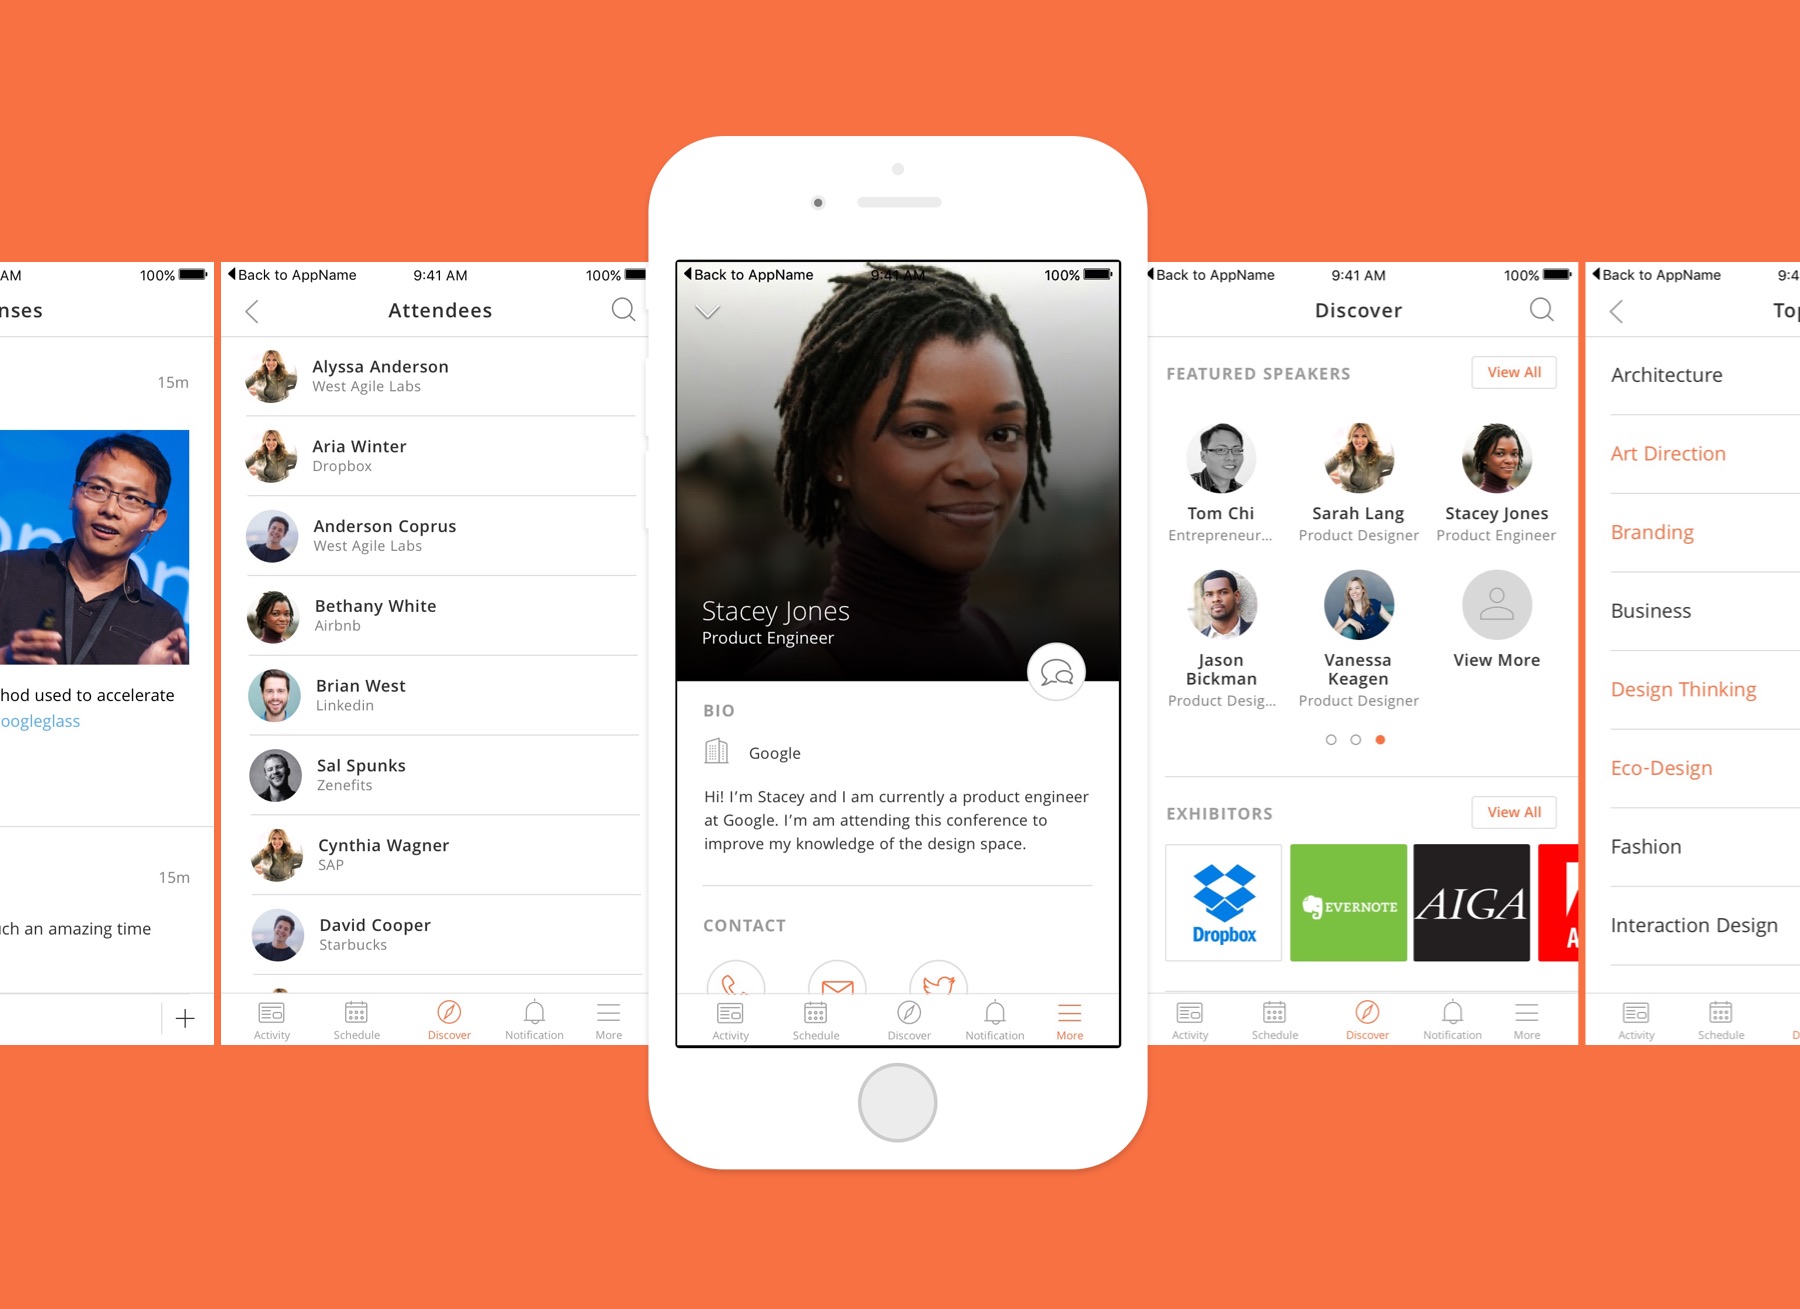 AM 100%
nses
15m
hod used to accelerate
oogleglass
15m
ch an amazing time
Back to AppName 9:41 AM 100%
Attendees
Alyssa Anderson
West Agile Labs
Aria Winter
Dropbox
Anderson Coprus
West Agile Labs
Bethany White
Airbnb
Brian West
Linkedin
Sal Spunks
Zenefits
Cynthia Wagner
SAP
David Cooper
Starbucks
Activity Schedule Discover Notification More
Back to AppName 9:41 AM 100%
Stacey Jones
Product Engineer
BIO
Google
Hi! I'm Stacey and I am currently a product engineer
at Google. I'm am attending this conference to
improve my knowledge of the design space.
CONTACT
Activity Schedule Discover Notification More
Back to AppName 9:41 AM 100%
Discover
FEATURED SPEAKERS View All
Tom Chi
Entrepreneur...
Sarah Lang
Product Designer
Stacey Jones
Product Engineer
Jason
Bickman
Product Desig...
Vanessa
Keagen
Product Designer
View More
EXHIBITORS View All
Dropbox
EVERNOTE
AIGA
A
Activity Schedule Discover Notification More
Back to AppName 9:4
Top
Architecture
Art Direction
Branding
Business
Design Thinking
Eco-Design
Fashion
Interaction Design
Activity Schedule D